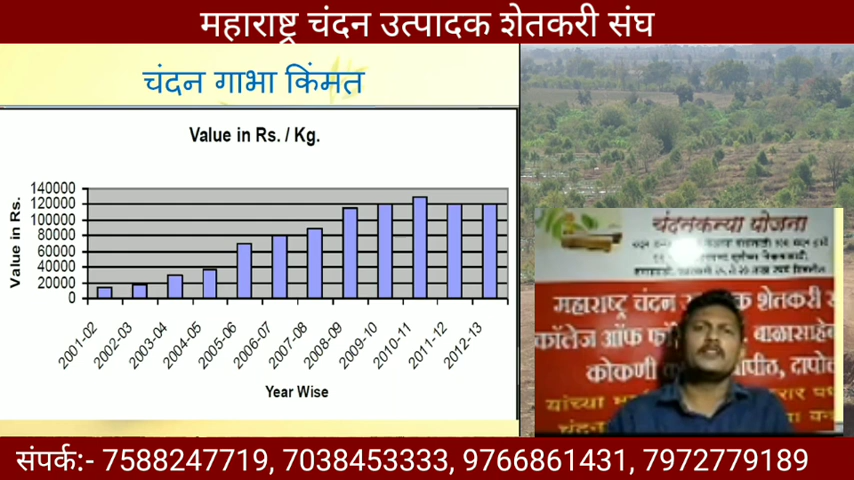 महाराष्ट्र चंदन उत्पादक शेतकरी संघ
चंदन गाभा किंमत
Value in Rs. / Kg.
Value in Rs.
140000
120000
100000
80000
60000
40000
20000
0
2001-02
2002-03
2003-04
2004-05
2005-06
2006-07
2007-08
2008-09
2009-10
2010-11
2011-12
2012-13
Year Wise
चंदनकन्या योजना
महाराष्ट्र चंदन शेतकरी
कॉलेज ऑफ बाळासाहेब
कोकणी दापो
यांच्या
संपर्क:- 7588247719, 7038453333, 9766861431, 7972779189